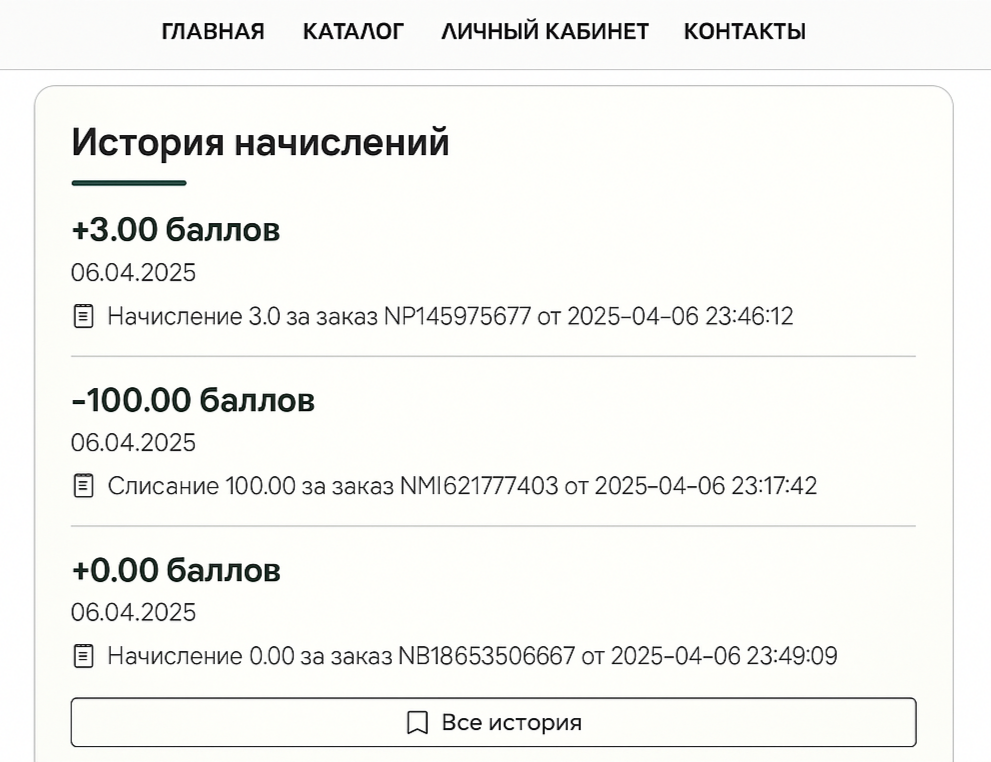 ГЛАВНАЯ КАТАЛОГ ЛИЧНЫЙ КАБИНЕТ КОНТАКТЫ
История начислений
+3.00 баллов
06.04.2025
Начисление 3.0 за заказ NP145975677 от 2025-04-06 23:46:12
-100.00 баллов
06.04.2025
Слисание 100.00 за заказ NMI621777403 от 2025-04-06 23:17:42
+0.00 баллов
06.04.2025
Начисление 0.00 за заказ NB18653506667 от 2025-04-06 23:49:09
Все история